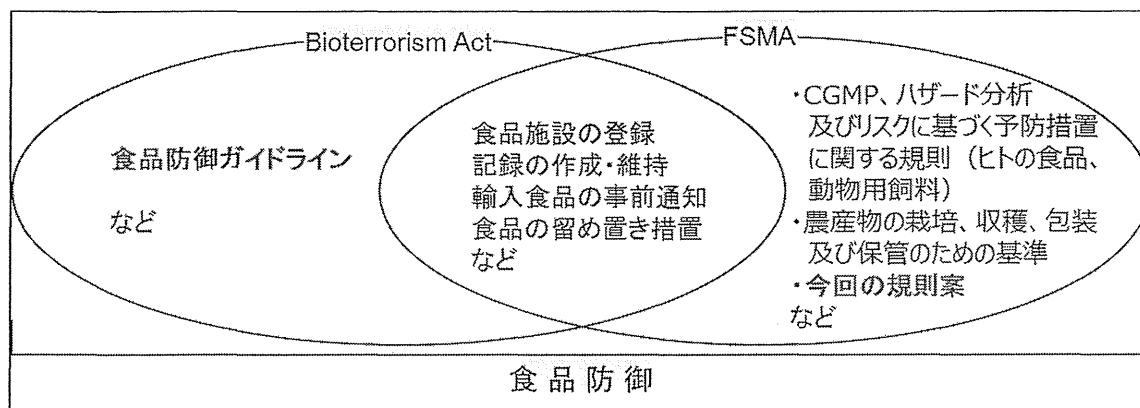 Bioterrorism Act
FSMA
食品防御ガイドライン
など
食品施設の登録
記録の作成・維持
輸入食品の事前通知
食品の留め置き措置
など
・CGMP、ハザード分析
及びリスクに基づく予防措置
に関する規則（ヒトの食品、
動物用飼料）
・農産物の栽培、収穫、包装
及び保管のための基準
・今回の規則案
など
食品防御